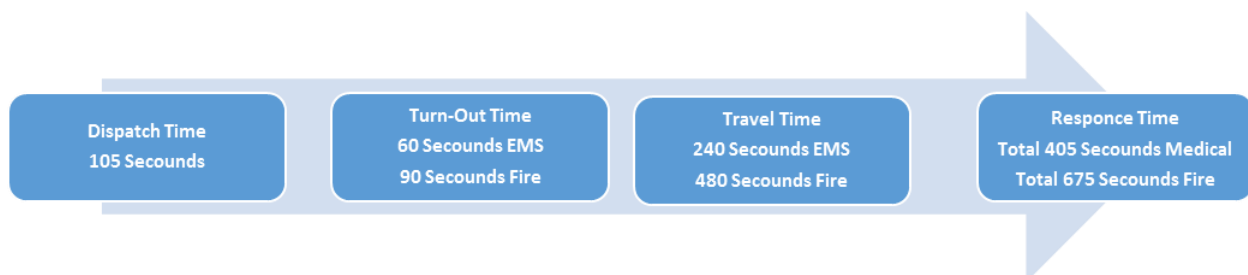 Dispatch Time
105 Secounds
Turn-Out Time
60 Secounds EMS
90 Secounds Fire
Travel Time
240 Secounds EMS
480 Secounds Fire
Responce Time
Total 405 Secounds Medical
Total 675 Secounds Fire